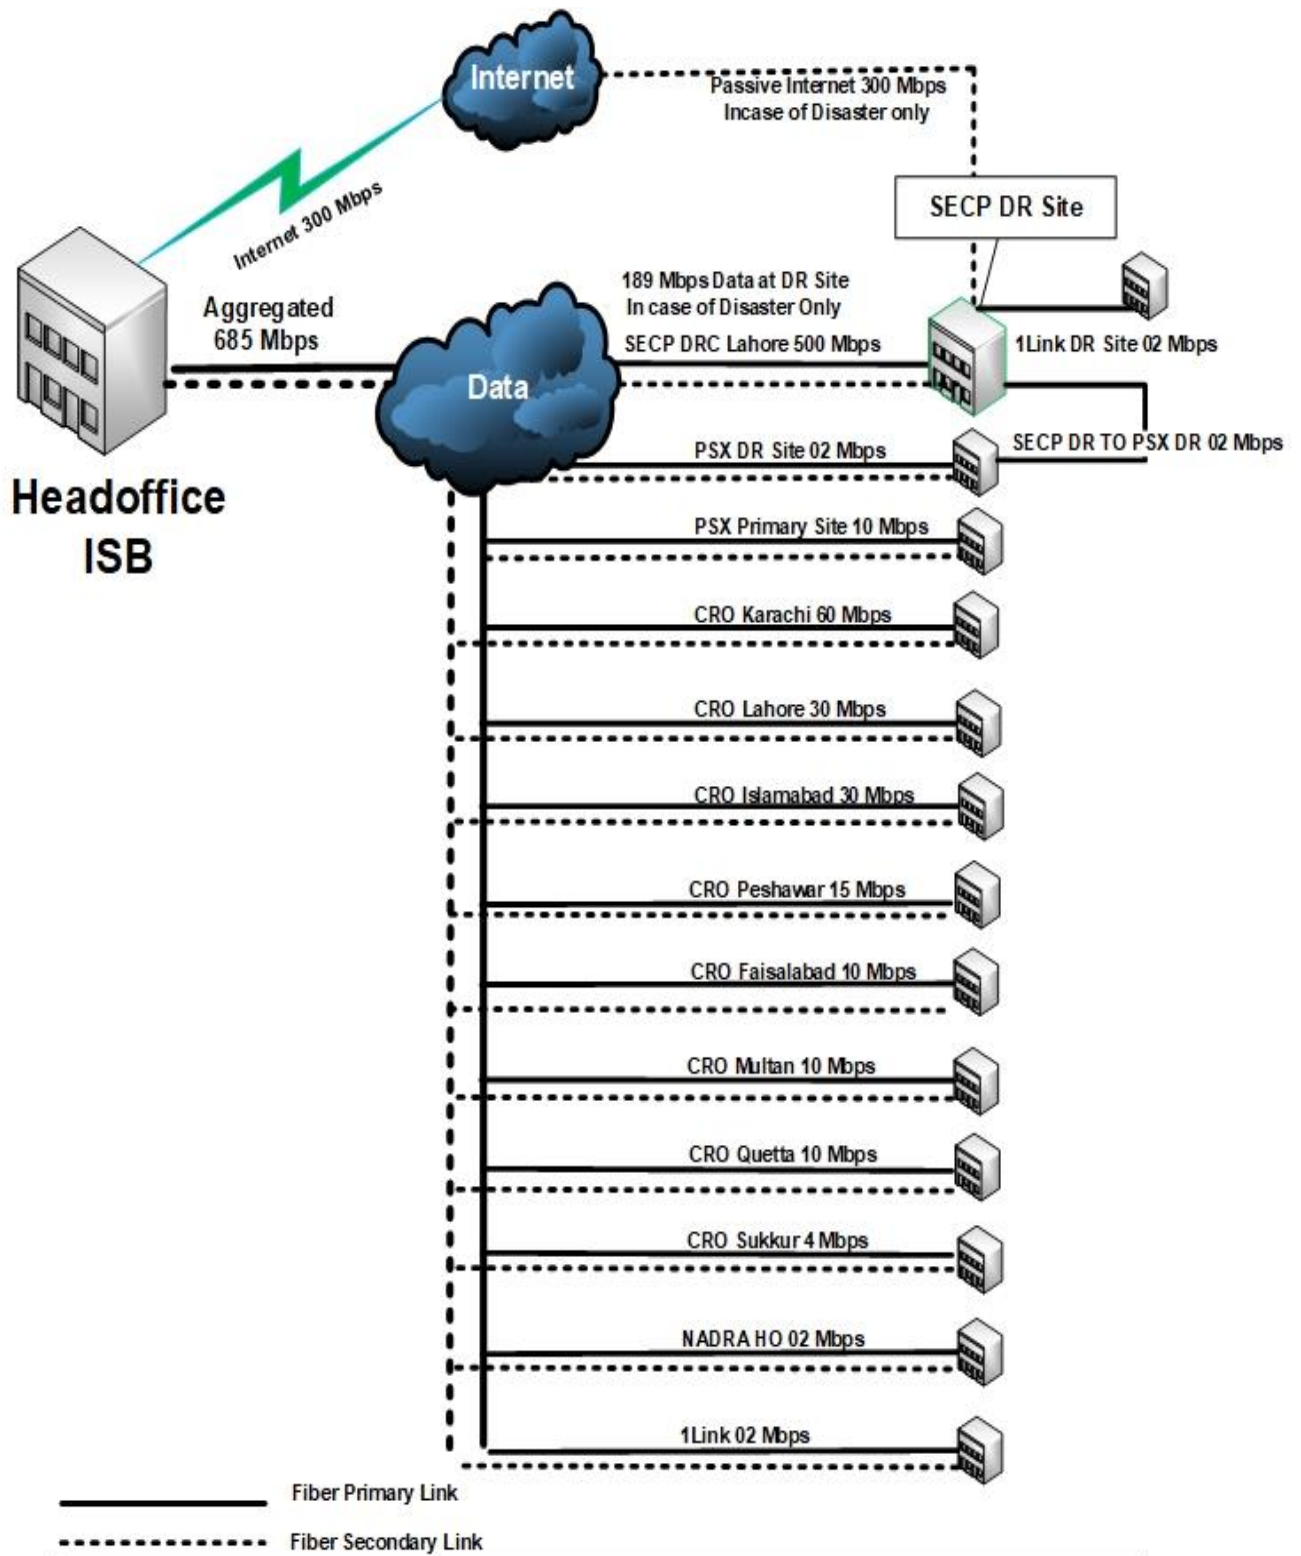 Internet
Passive Internet 300 Mbps
Incase of Disaster only
Internet 300 Mbps
SECP DR Site
Aggregated
685 Mbps
189 Mbps Data at DR Site
In case of Disaster Only
SECP DRC Lahore 500 Mbps
1Link DR Site 02 Mbps
Data
Headoffice
ISB
PSX DR Site 02 Mbps
SECP DR TO PSX DR 02 Mbps
PSX Primary Site 10 Mbps
CRO Karachi 60 Mbps
CRO Lahore 30 Mbps
CRO Islamabad 30 Mbps
CRO Peshawar 15 Mbps
CRO Faisalabad 10 Mbps
CRO Multan 10 Mbps
CRO Quetta 10 Mbps
CRO Sukkur 4 Mbps
NADRA HO 02 Mbps
1Link 02 Mbps
Fiber Primary Link
Fiber Secondary Link